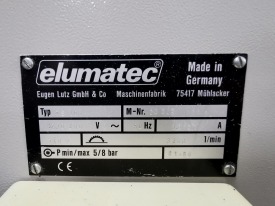 elumatec
Made in
Germany
Eugen Lutz GmbH & Co Maschinenfabrik 75417 Mühlacker
Typ M-Nr.
V ~ Hz A
1/min
P min/max 5/8 bar
CE